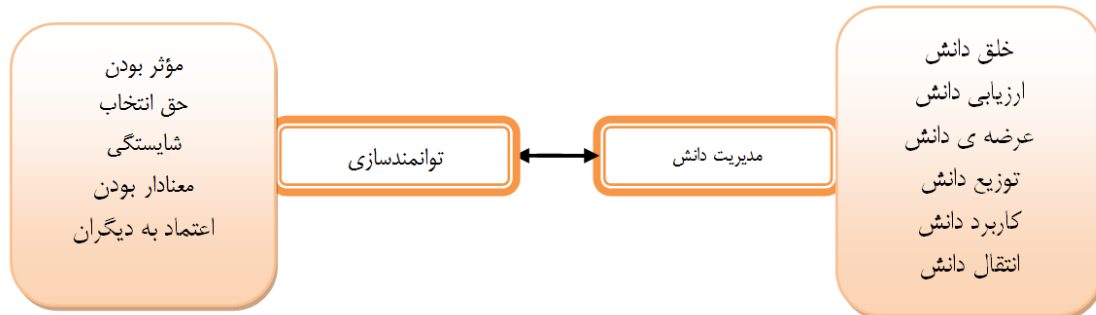 خلق دانش
ارزیابی دانش
عرضه ی دانش
توزیع دانش
کاربرد دانش
انتقال دانش
مدیریت دانش
توانمندسازی
مؤثر بودن
حق انتخاب
شایستگی
معنادار بودن
اعتماد به دیگران